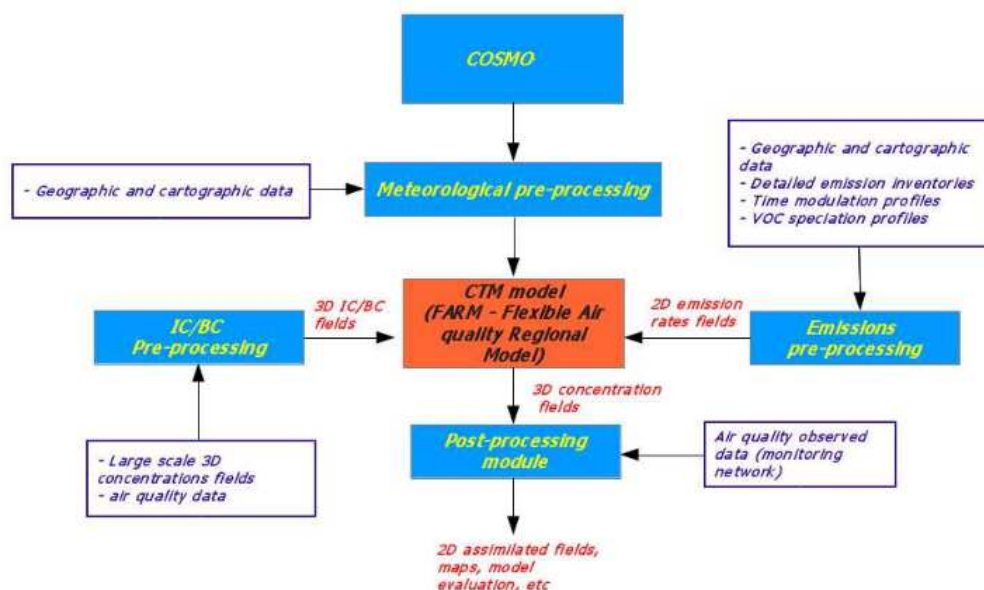 COSMO
- Geographic and cartographic data
Meteorological pre-processing
- Geographic and cartographic
data
- Detailed emission inventories
- Time modulation profiles
- VOC speciation profiles
3D IC/BC
fields
IC/BC
Pre-processing
CTM model
(FARM - Flexible Air
quality Regional
Model)
2D emission
rates fields
Emissions
pre-processing
3D concentration
fields
- Large scale 3D
concentrations fields
- air quality data
Post-processing
module
Air quality observed
data (monitoring
network)
2D assimilated fields,
maps, model
evaluation, etc